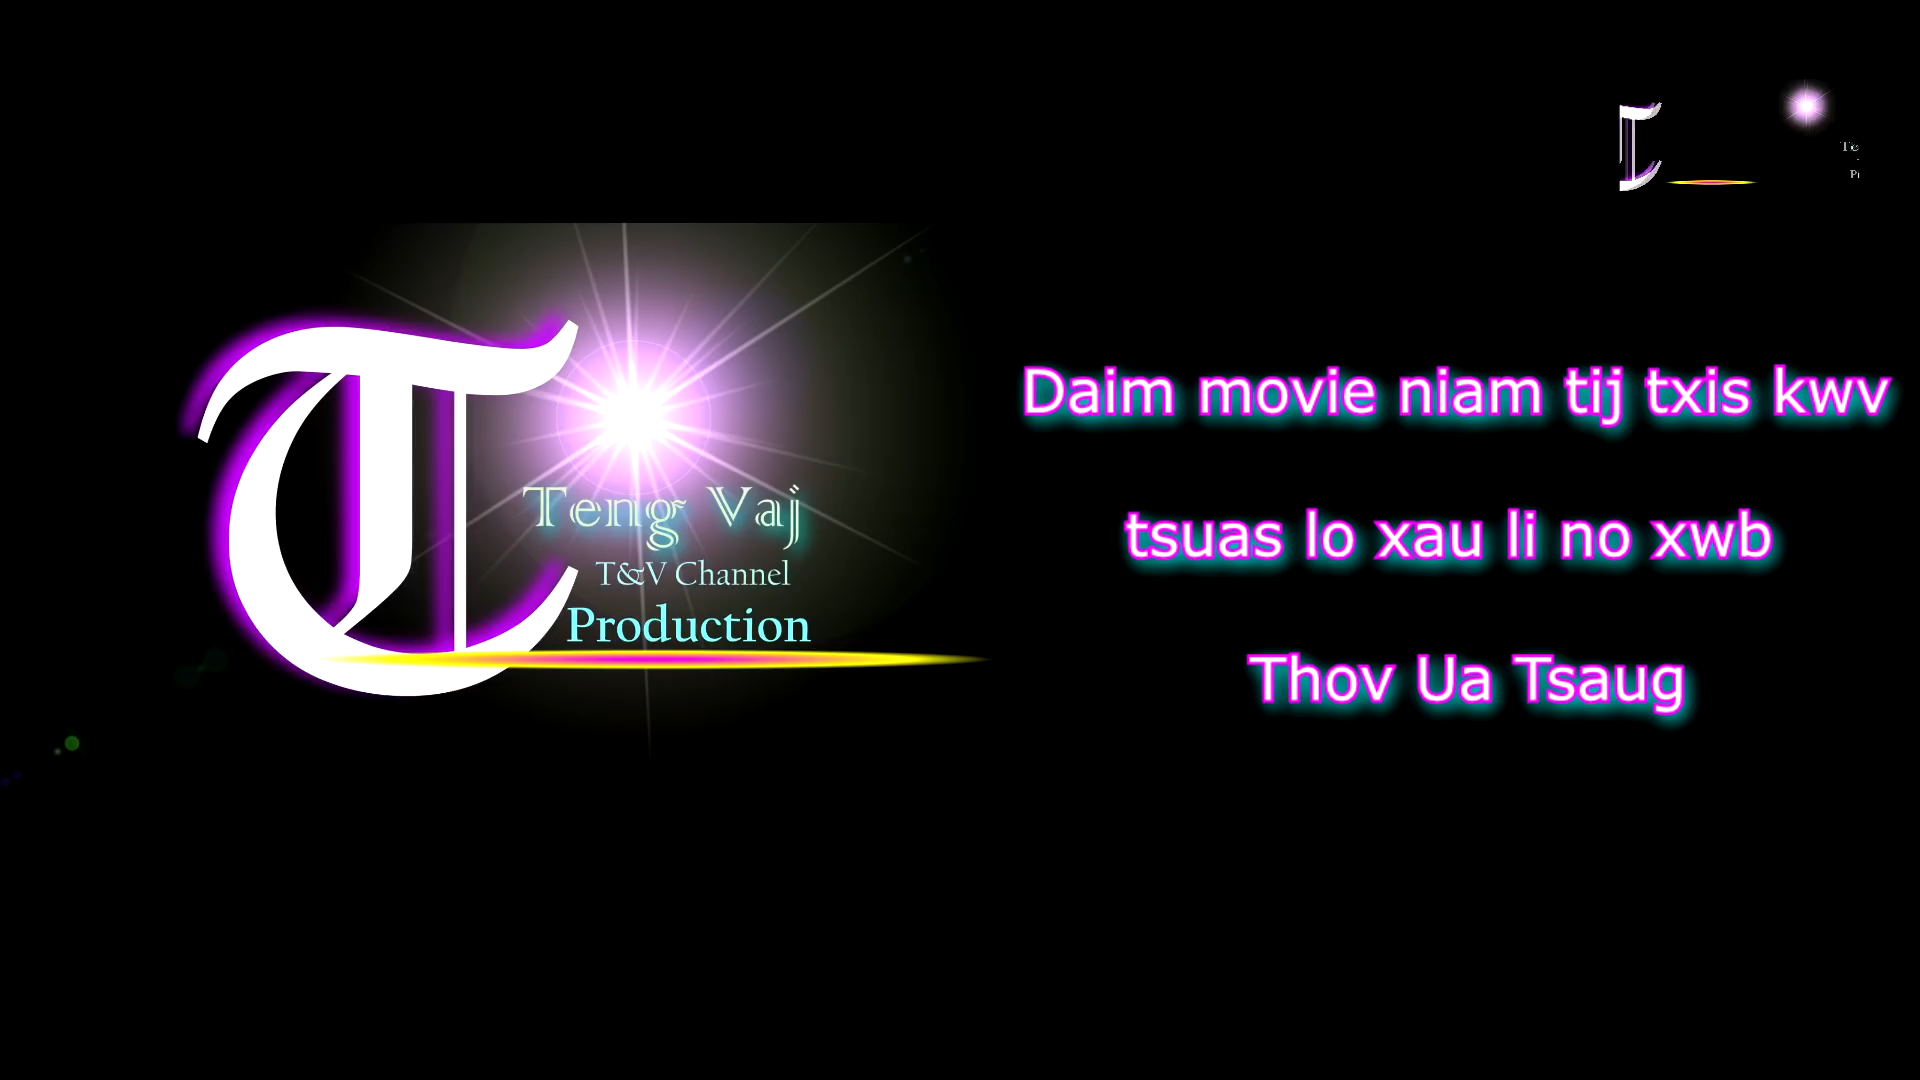 T
Teng Vaj
T&V Channel
Production
Daim movie niam tij txis kwv
tsuas lo xau li no xwb
Thov Ua Tsaug